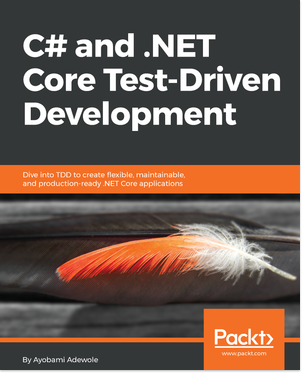 C# and .NET
Core Test-Driven
Development
Dive into TDD to create flexible, maintainable,
and production-ready .NET Core applications
Packt>
www.packt.com
By Ayobami Adewole